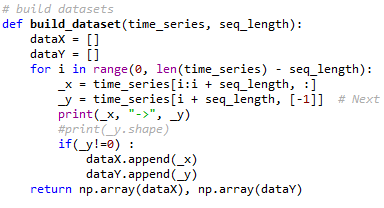 # build datasets
def build_dataset(time_series, seq_length):
    dataX = []
    dataY = []
    for i in range(0, len(time_series) - seq_length):
        _x = time_series[i:i + seq_length, :]
        _y = time_series[i + seq_length, [-1]]  # Next
        print(_x, "->", _y)
        #print(_y.shape)
        if(_y!=0) :
            dataX.append(_x)
            dataY.append(_y)
    return np.array(dataX), np.array(dataY)